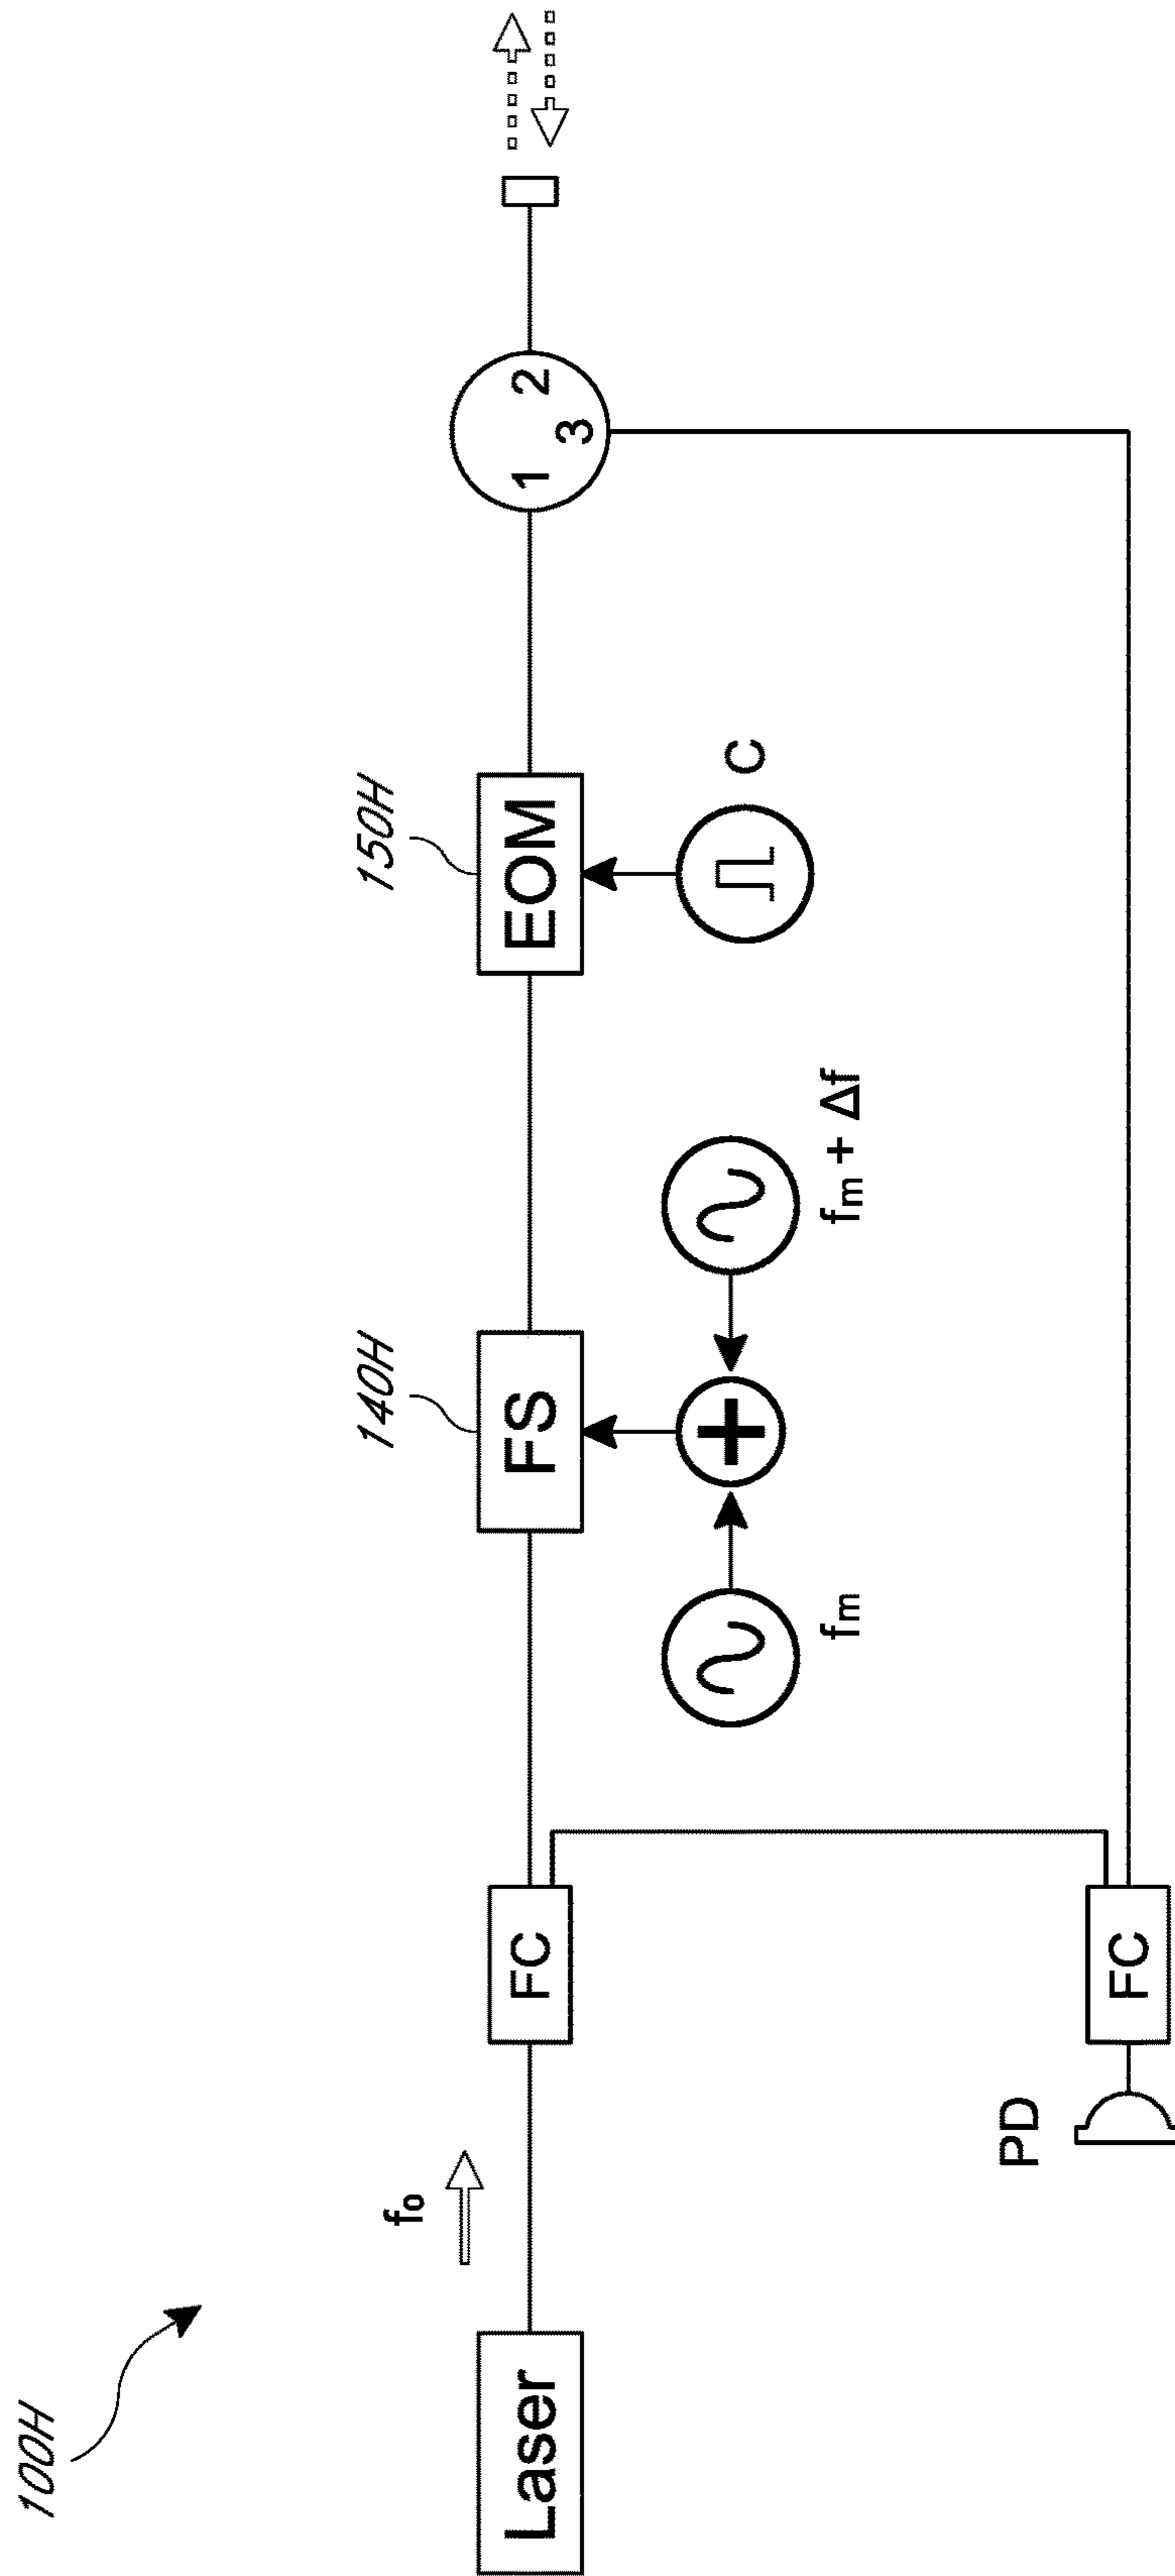 100H
Laser
f₀
FC
FS
140H
fₘ
+
fₘ + Δf
EOM
150H
C
1
2
3
PD
FC